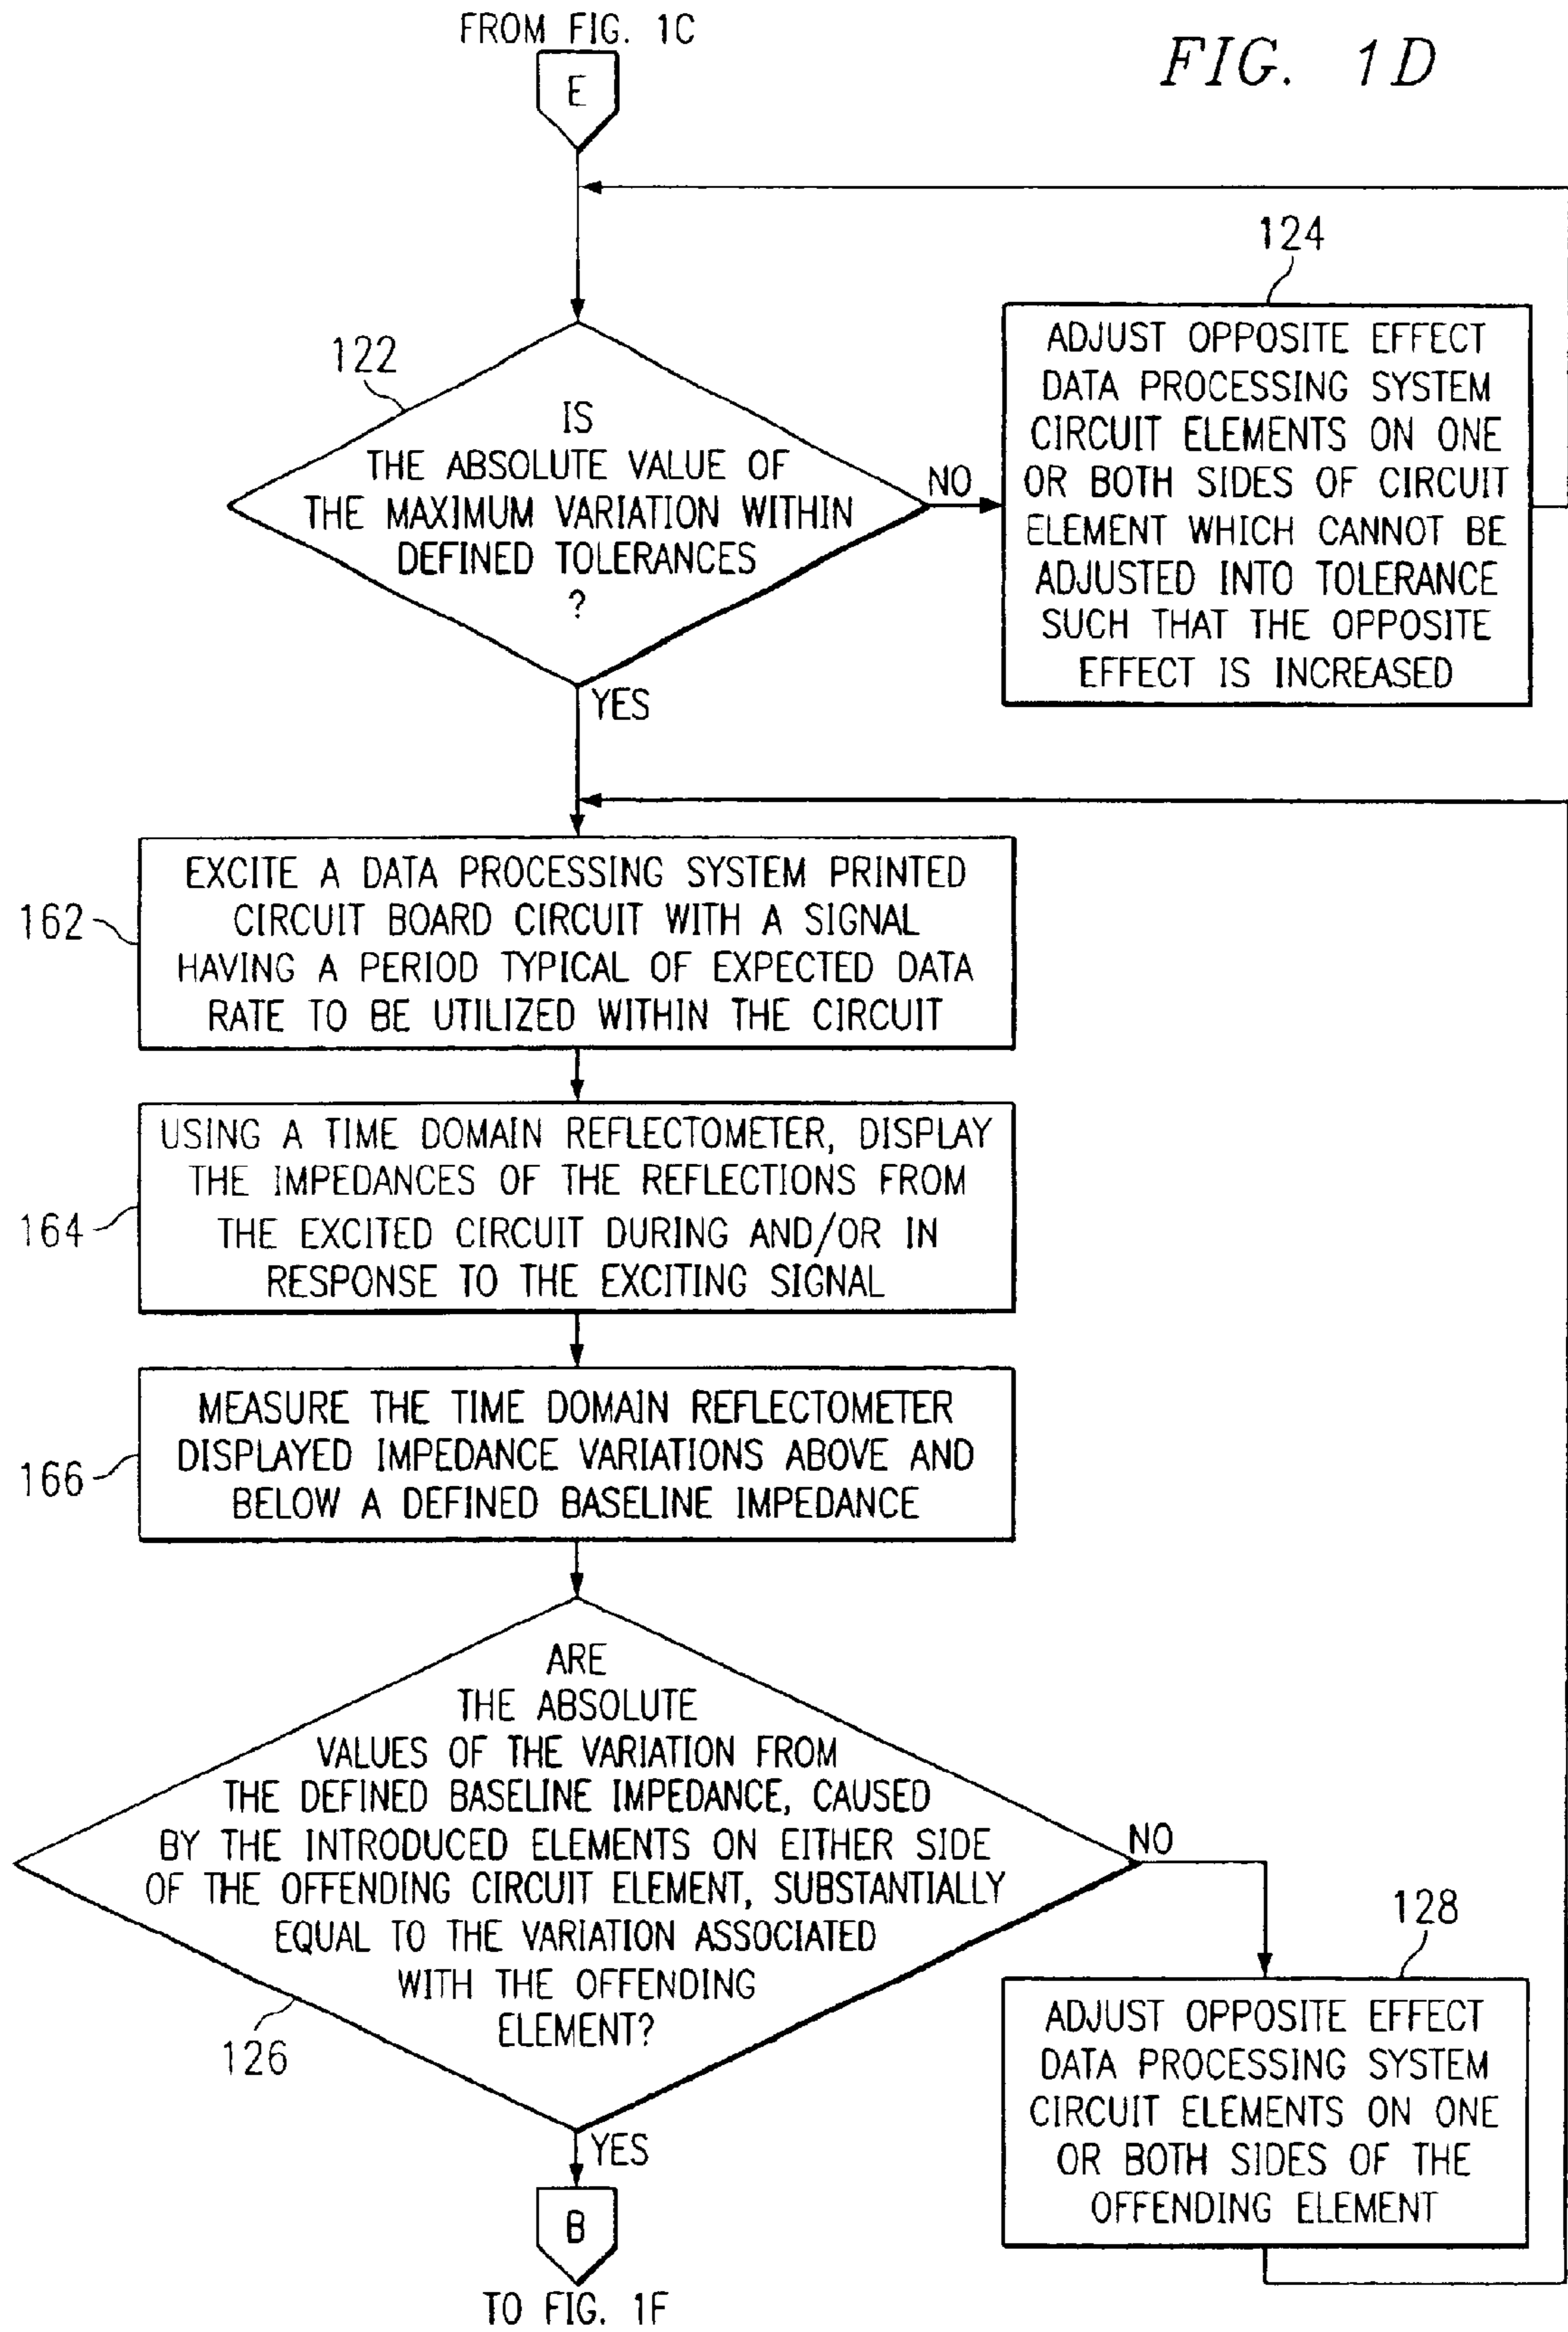 FROM FIG. 1C
FIG. 1D
E
124
ADJUST OPPOSITE EFFECT
DATA PROCESSING SYSTEM
CIRCUIT ELEMENTS ON ONE
OR BOTH SIDES OF CIRCUIT
ELEMENT WHICH CANNOT BE
ADJUSTED INTO TOLERANCE
SUCH THAT THE OPPOSITE
EFFECT IS INCREASED
122
IS
THE ABSOLUTE VALUE OF
THE MAXIMUM VARIATION WITHIN
DEFINED TOLERANCES
?
NO
YES
162
EXCITE A DATA PROCESSING SYSTEM PRINTED
CIRCUIT BOARD CIRCUIT WITH A SIGNAL
HAVING A PERIOD TYPICAL OF EXPECTED DATA
RATE TO BE UTILIZED WITHIN THE CIRCUIT
164
USING A TIME DOMAIN REFLECTOMETER, DISPLAY
THE IMPEDANCES OF THE REFLECTIONS FROM
THE EXCITED CIRCUIT DURING AND/OR IN
RESPONSE TO THE EXCITING SIGNAL
166
MEASURE THE TIME DOMAIN REFLECTOMETER
DISPLAYED IMPEDANCE VARIATIONS ABOVE AND
BELOW A DEFINED BASELINE IMPEDANCE
ARE
THE ABSOLUTE
VALUES OF THE VARIATION FROM
THE DEFINED BASELINE IMPEDANCE, CAUSED
BY THE INTRODUCED ELEMENTS ON EITHER SIDE
OF THE OFFENDING CIRCUIT ELEMENT, SUBSTANTIALLY
EQUAL TO THE VARIATION ASSOCIATED
WITH THE OFFENDING
ELEMENT?
126
NO
128
ADJUST OPPOSITE EFFECT
DATA PROCESSING SYSTEM
CIRCUIT ELEMENTS ON ONE
OR BOTH SIDES OF THE
OFFENDING ELEMENT
YES
B
TO FIG. 1F